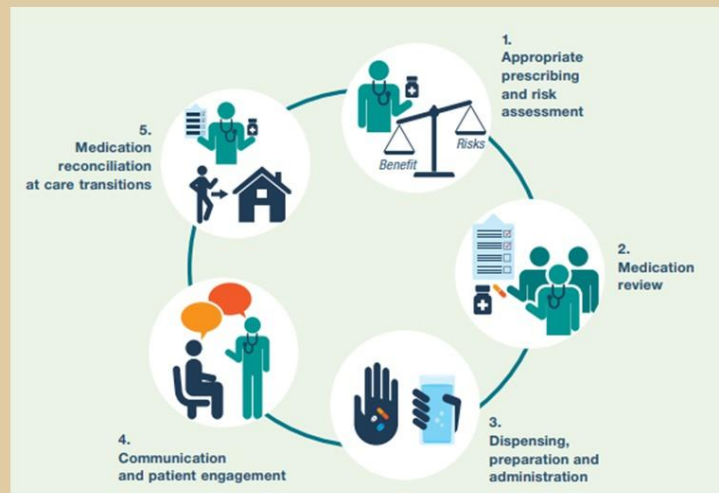 1.
Appropriate
prescribing
and risk
assessment
Benefit
Risks
2.
Medication
review
3.
Dispensing,
preparation and
administration
4.
Communication
and patient engagement
5.
Medication
reconciliation
at care transitions